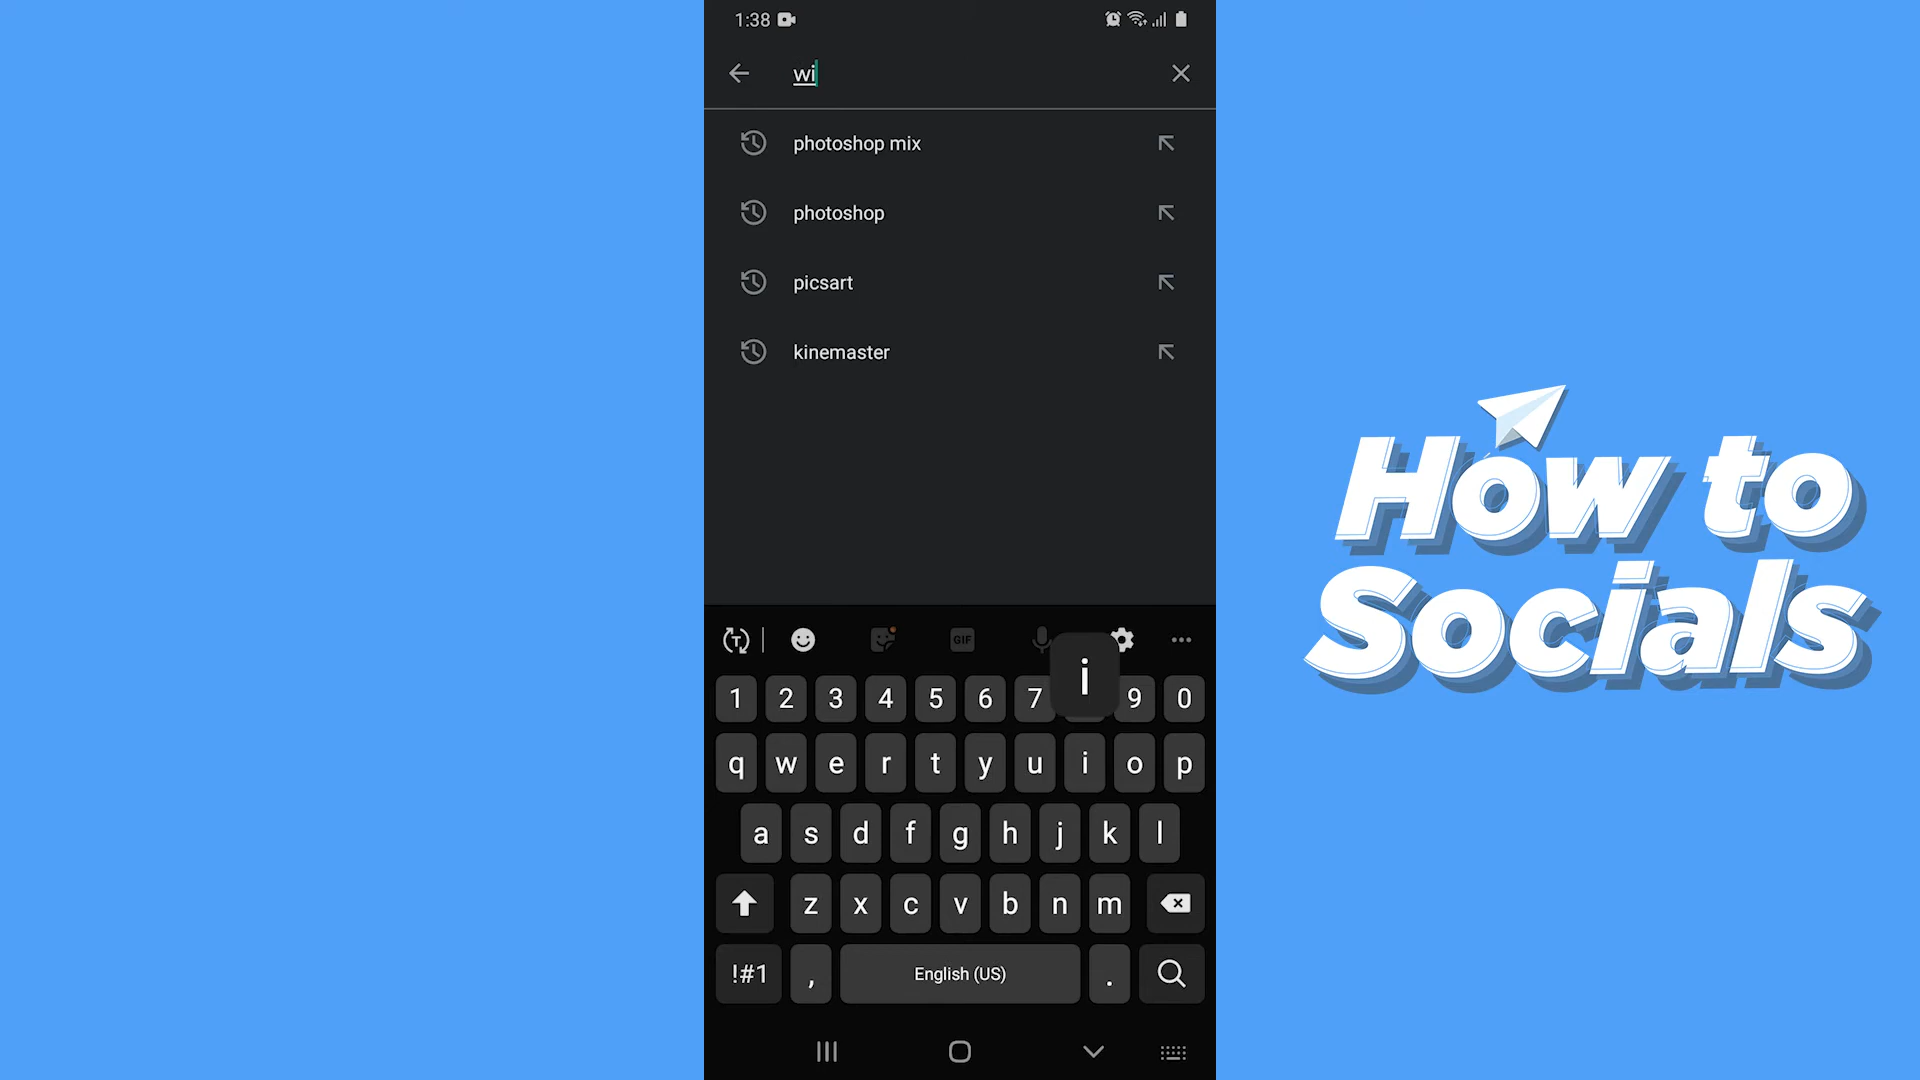 1:38
wi
photoshop mix
photoshop
picsart
kinemaster
GIF
i
1 2 3 4 5 6 7 9 0
q w e r t y u i o p
a s d f g h j k l
z x c v b n m
!#1 , English (US) .
How to
Socials